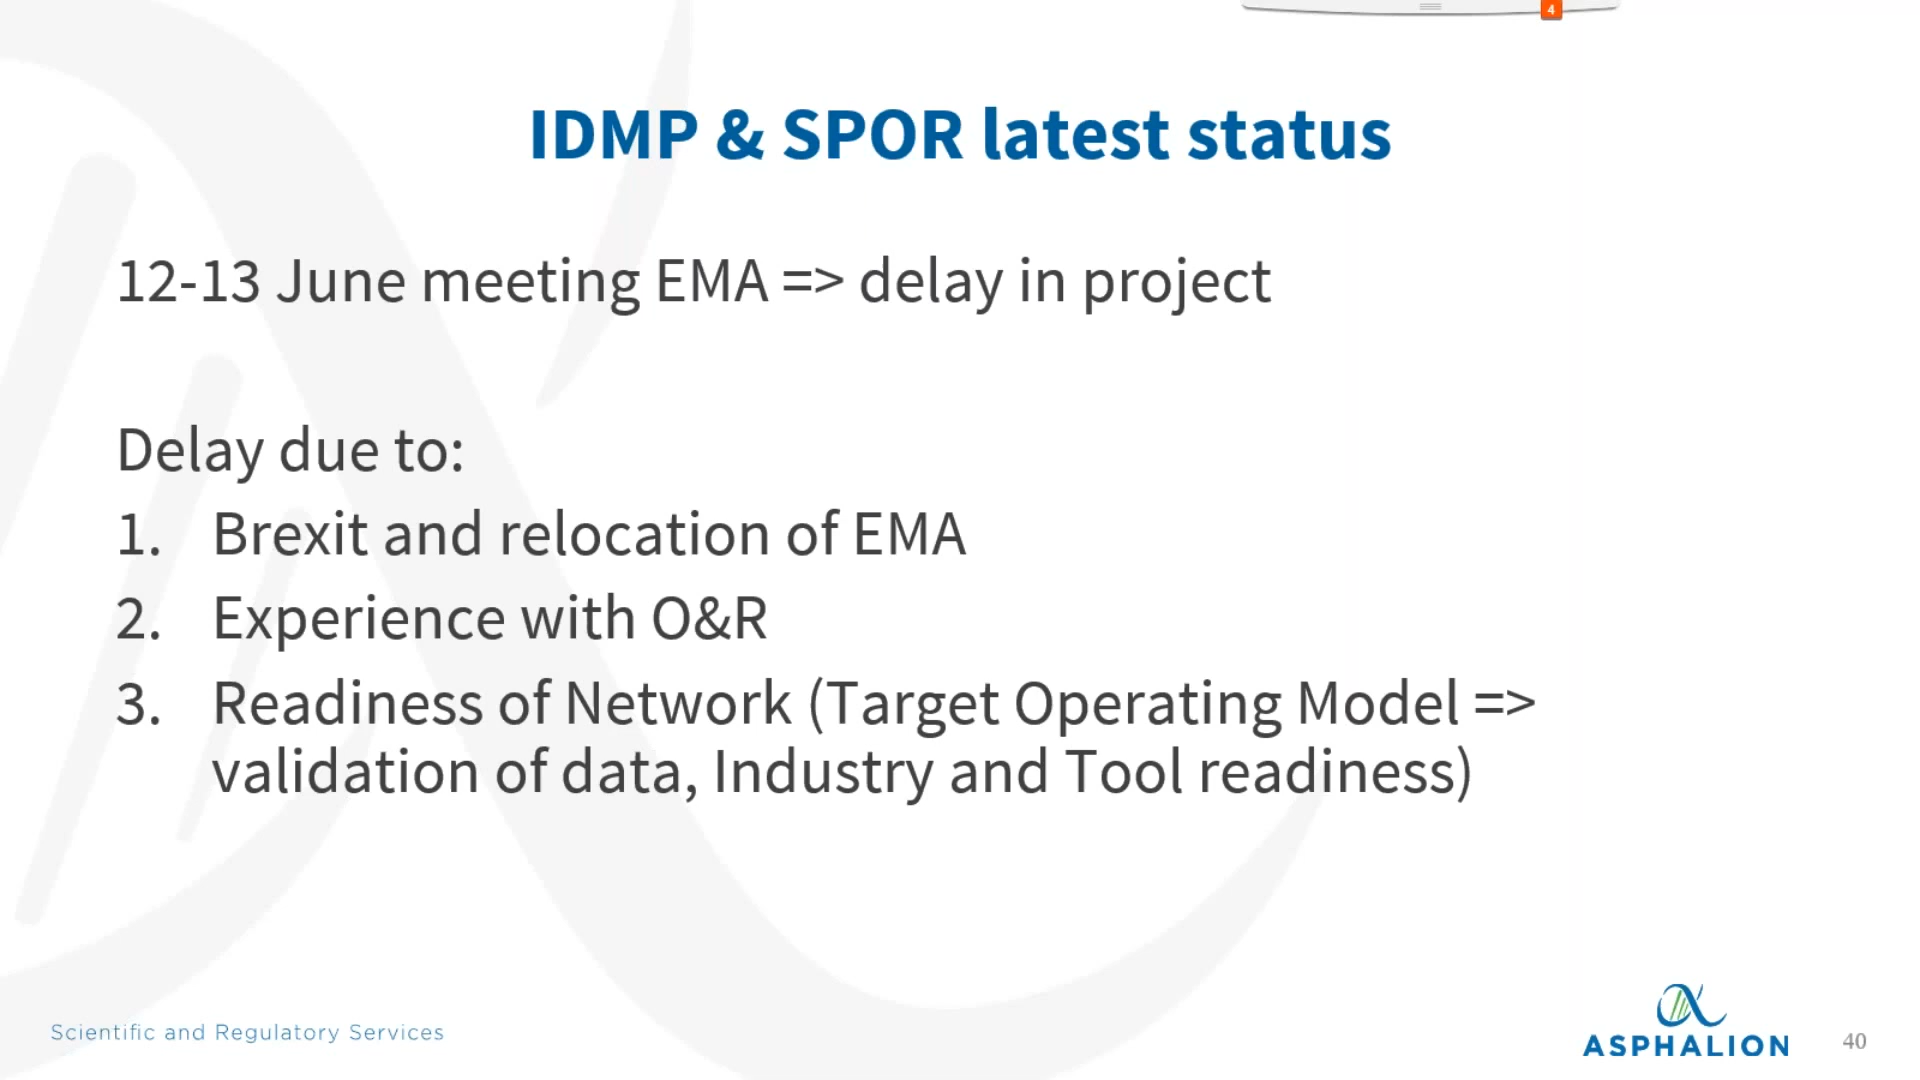 4
IDMP & SPOR latest status
12-13 June meeting EMA => delay in project
Delay due to:
1. Brexit and relocation of EMA
2. Experience with O&R
3. Readiness of Network (Target Operating Model =>
validation of data, Industry and Tool readiness)
Scientific and Regulatory Services
ASPHALION
40